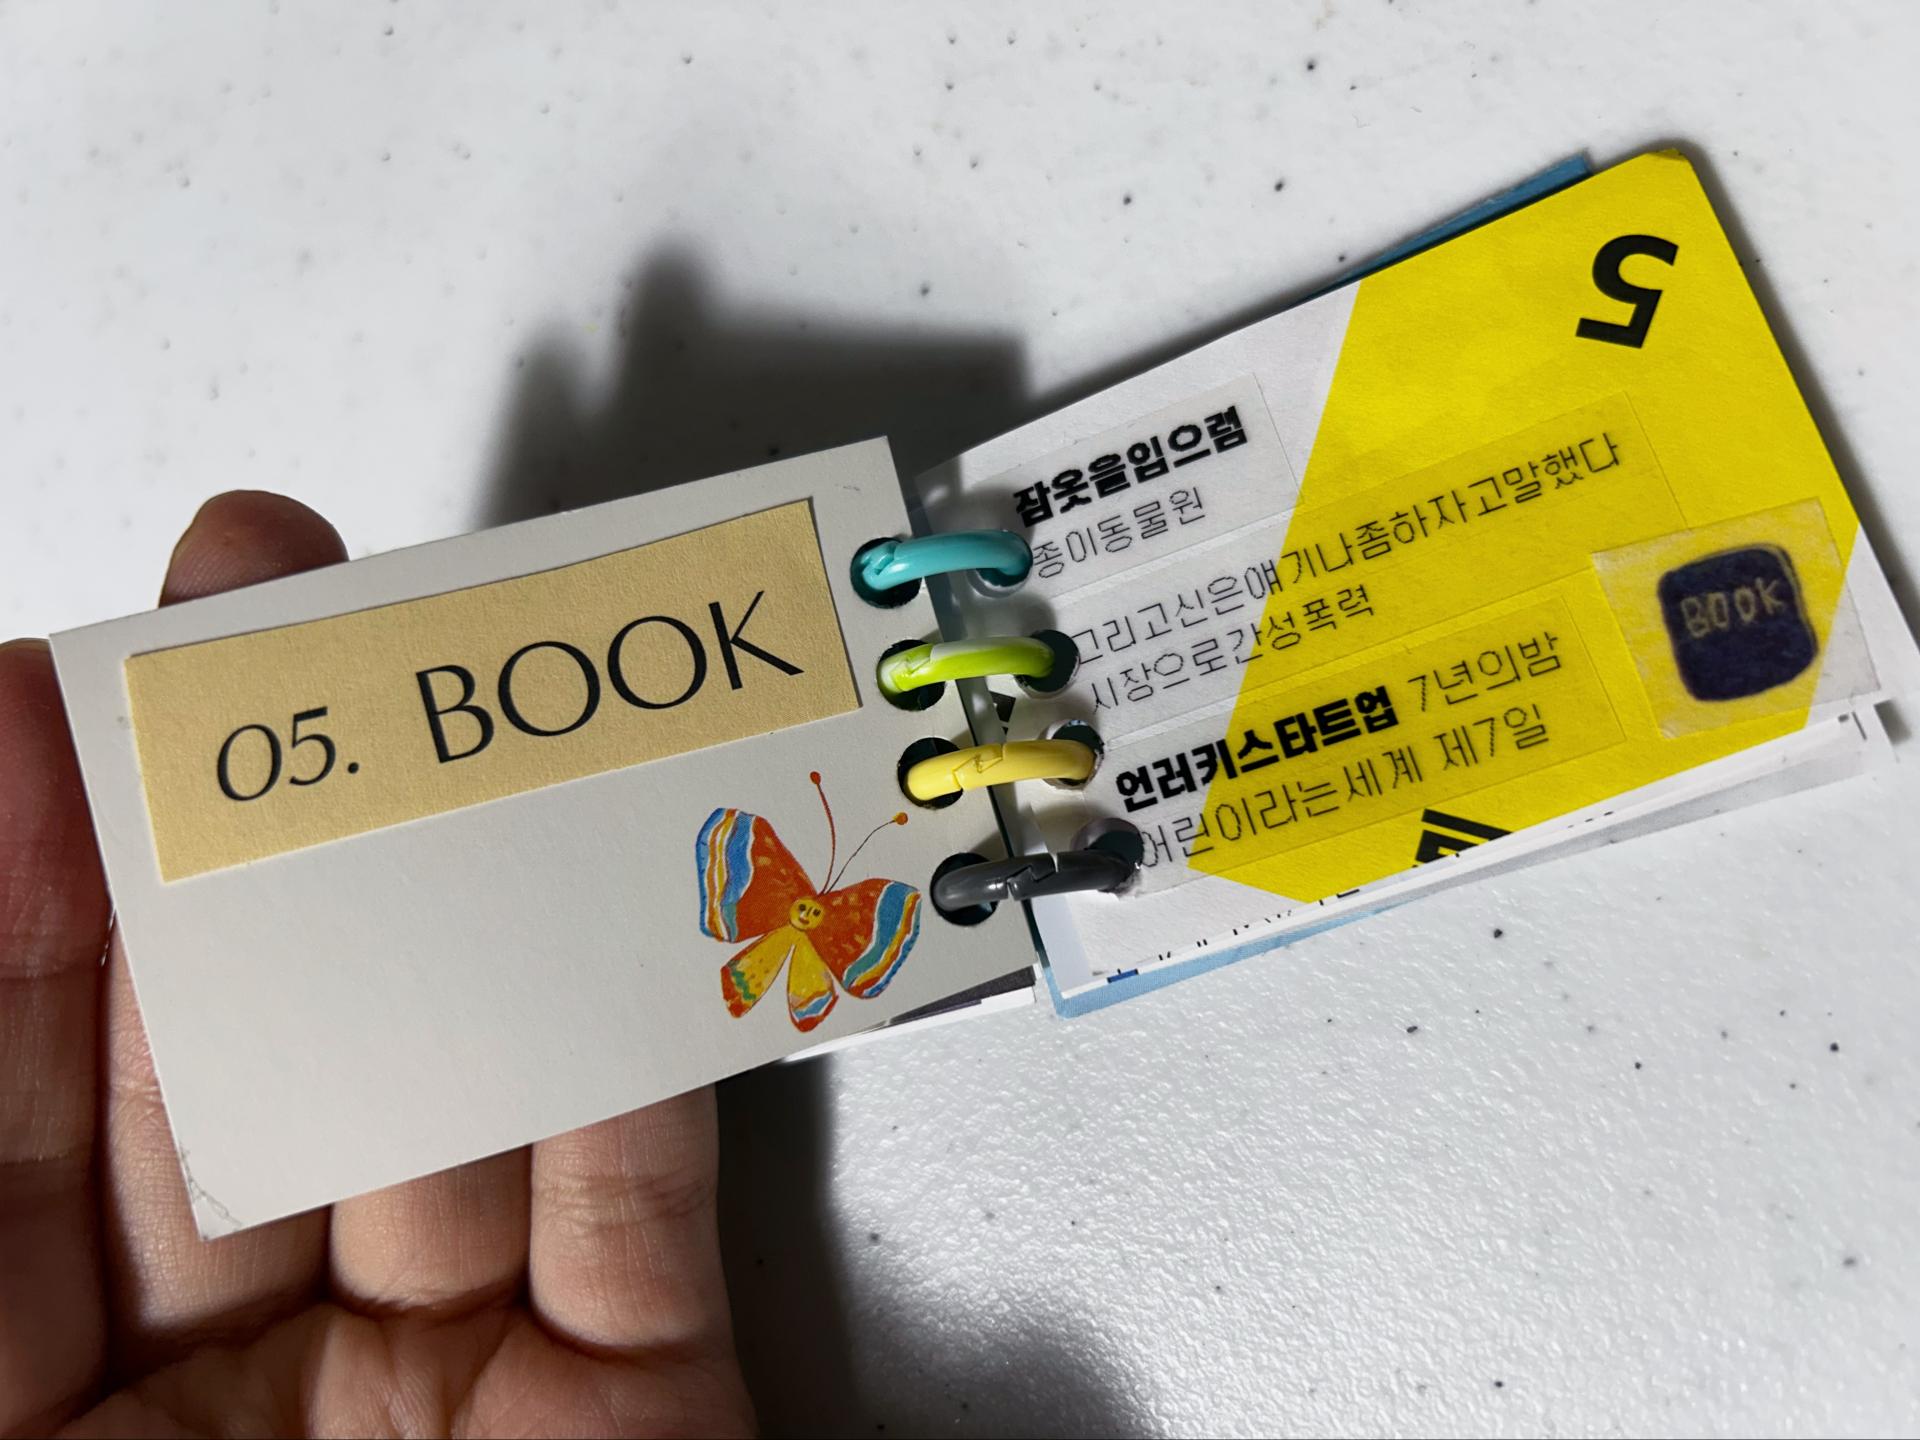 05. BOOK
5
잠옷을입으렴
종이동물원
그리고신은얘기나좀하자고말했다
시장으로간성폭력
언러키스타트업 7년의밤
어린이라는세계 제7일
BOOK